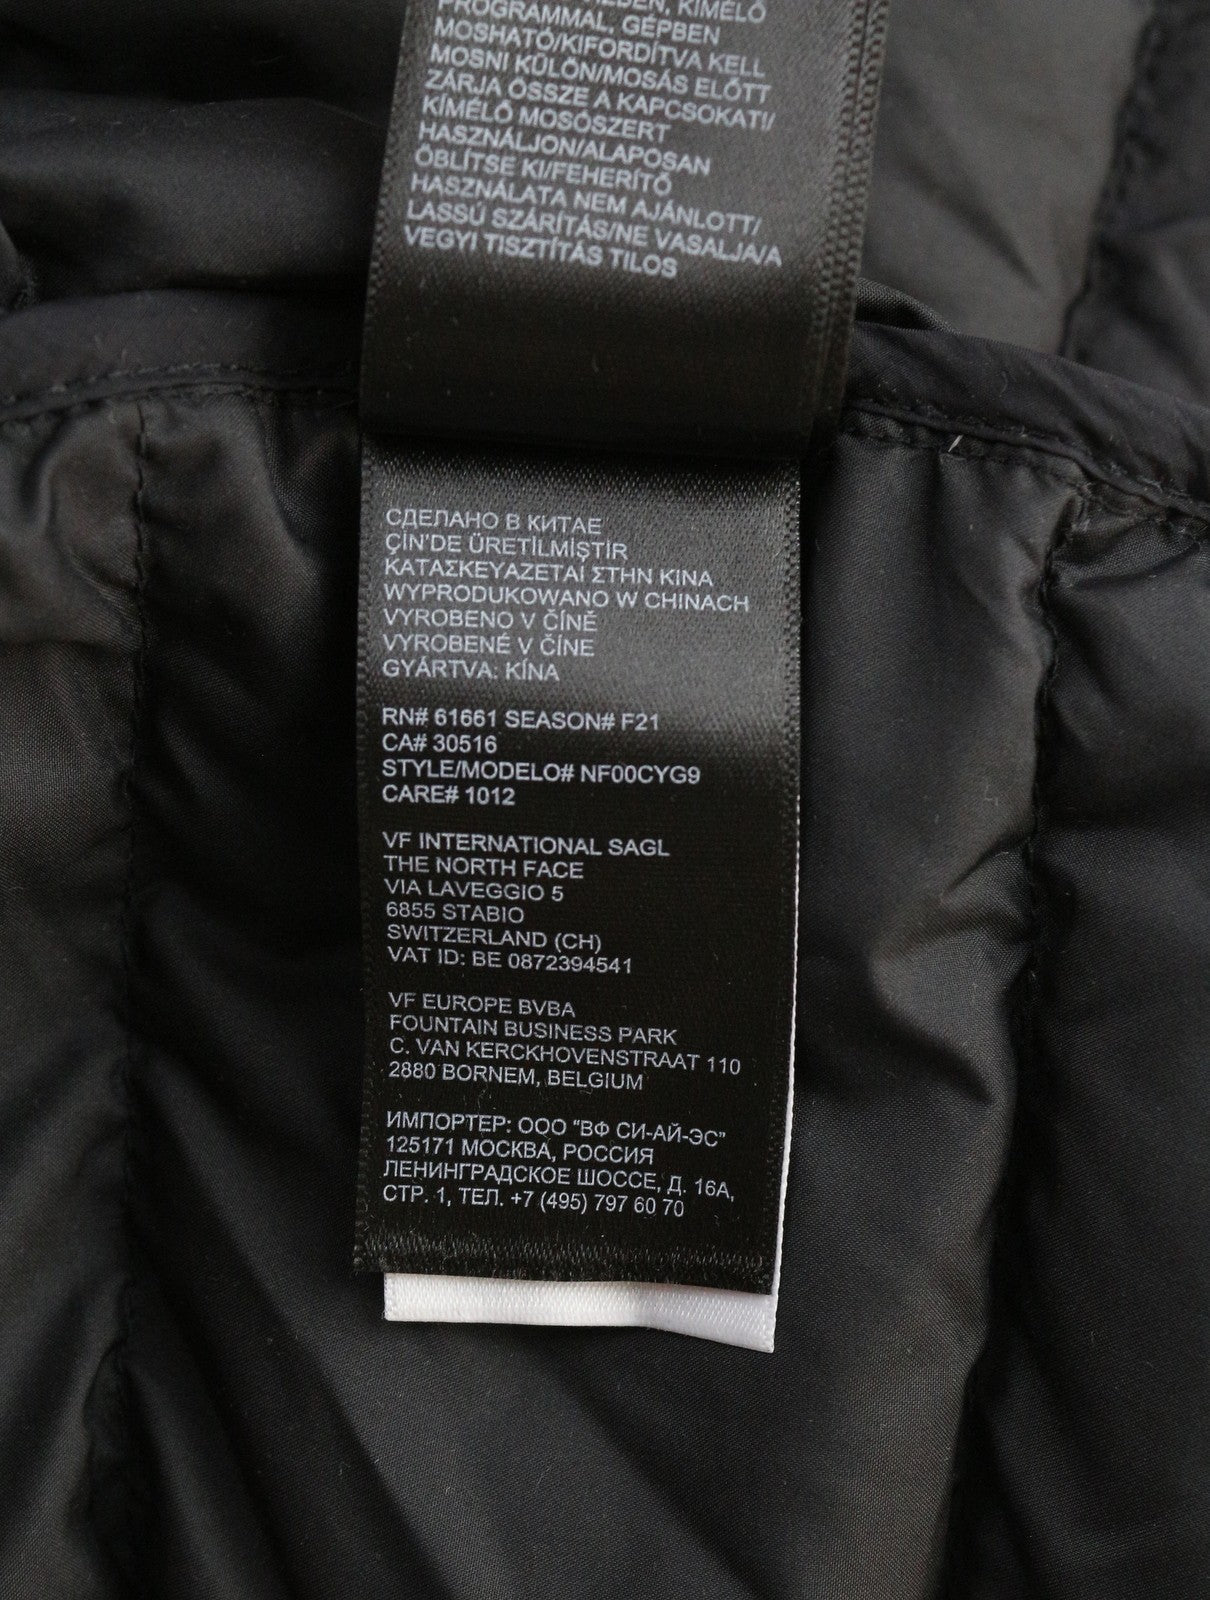 KÍMÉLŐ
PROGRAMMAL, GÉPBEN
MOSHATÓ/KIFORDÍTVA KELL
MOSNI KÜLÖN/MOSÁS ELŐTT
ZÁRJA ÖSSZE A KAPCSOKAT/
KÍMÉLŐ MOSÓSZERT
HASZNÁLJON/ALAPOSAN
ÖBLÍTSE KI/FEHERÍTŐ
HASZNÁLATA NEM AJÁNLOTT/
LASSÚ SZÁRÍTÁS/NE VASALJA/A
VEGYI TISZTÍTÁS TILOS
СДЕЛАНО В КИТАЕ
ÇİN'DE ÜRETİLMİŞTİR
ΚΑΤΑΣΚΕΥΑΖΕΤΑΙ ΣΤΗΝ ΚΙΝΑ
WYPRODUKOWANO W CHINACH
VYROBENO V ČÍNĚ
VYROBENÉ V ČÍNE
GYÁRTVA: KÍNA
RN# 61661 SEASON# F21
CA# 30516
STYLE/MODELO# NF00CYG9
CARE# 1012
VF INTERNATIONAL SAGL
THE NORTH FACE
VIA LAVEGGIO 5
6855 STABIO
SWITZERLAND (CH)
VAT ID: BE 0872394541
VF EUROPE BVBA
FOUNTAIN BUSINESS PARK
C. VAN KERCKHOVENSTRAAT 110
2880 BORNEM, BELGIUM
ИМПОРТЕР: ООО "ВФ СИ-АЙ-ЭС"
125171 МОСКВА, РОССИЯ
ЛЕНИНГРАДСКОЕ ШОССЕ, Д. 16А,
СТР. 1, ТЕЛ. +7 (495) 797 60 70